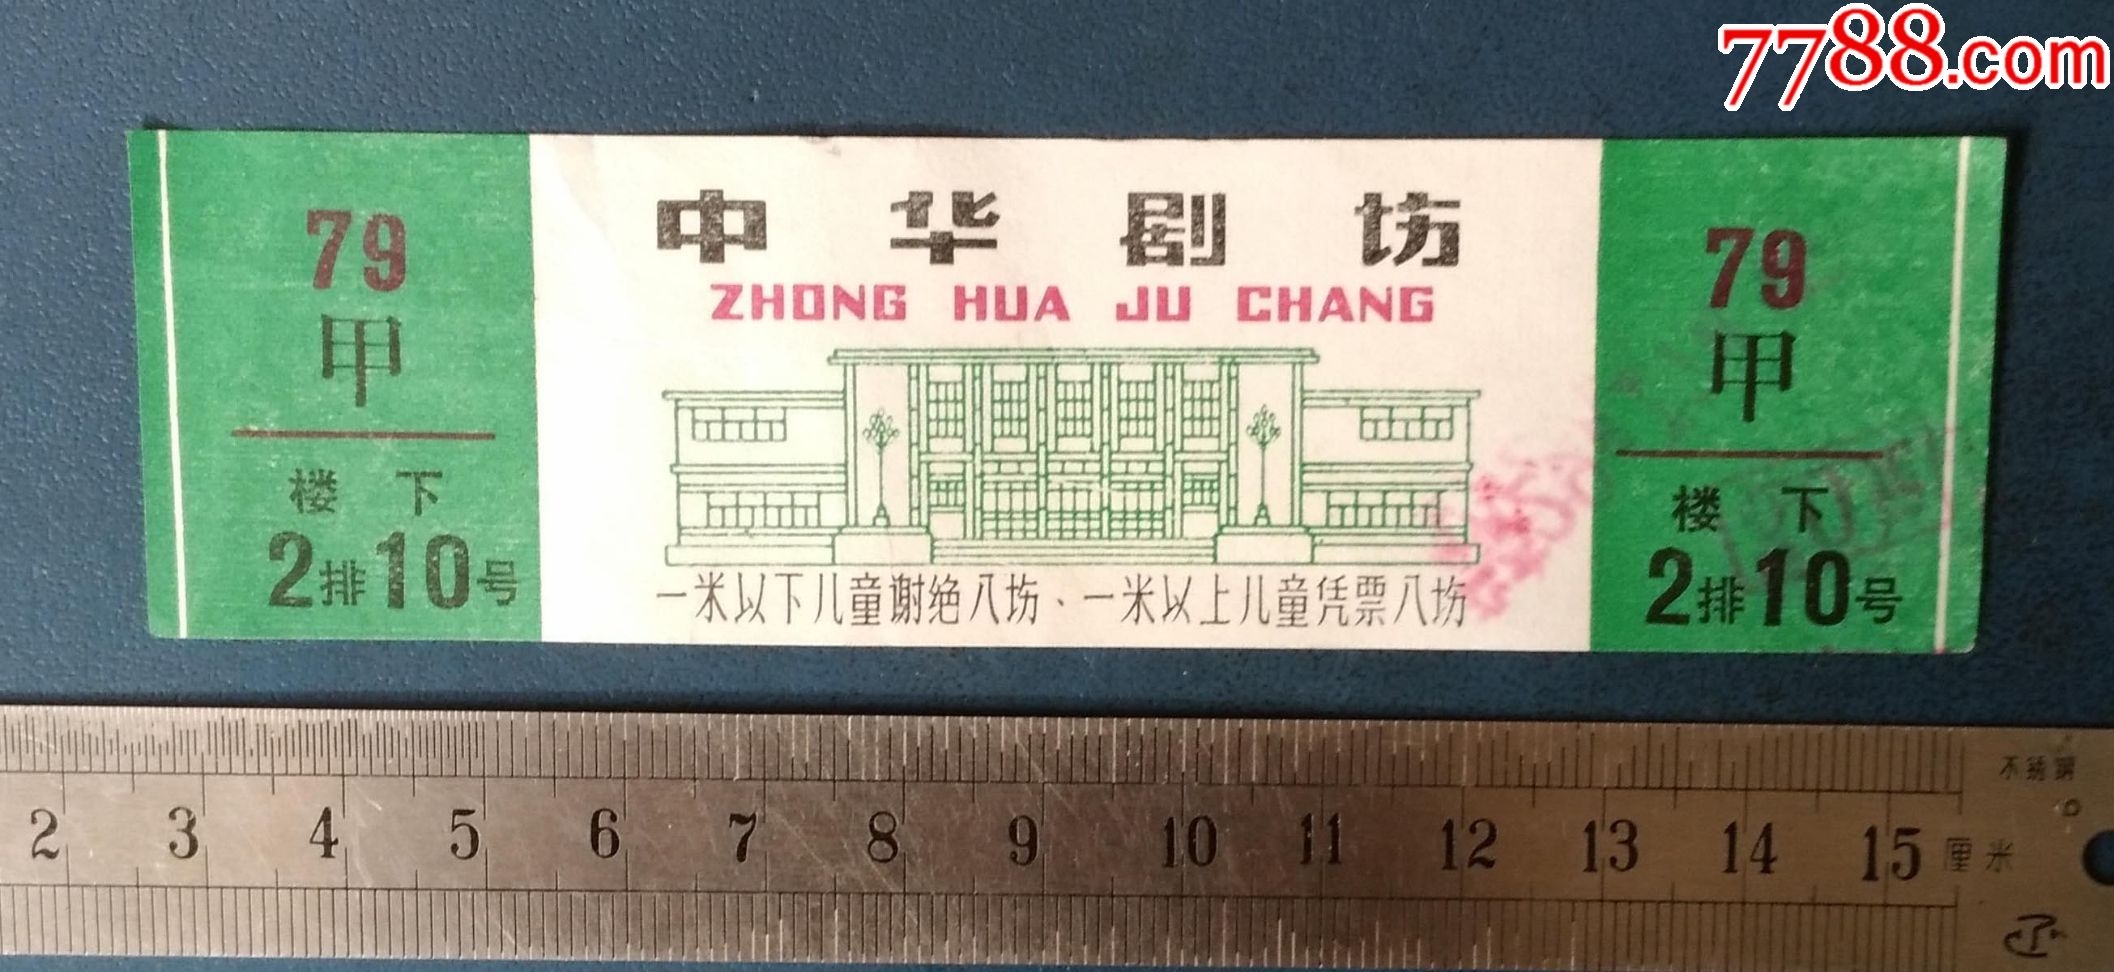 7788.com
79
甲
楼 下
2排10号
中 华 剧 场
ZHONG HUA JU CHANG
一米以下儿童谢绝入场、一米以上儿童凭票入场
79
甲
楼 下
2排10号
不锈钢
2 3 4 5 6 7 8 9 10 11 12 13 14 15 厘米